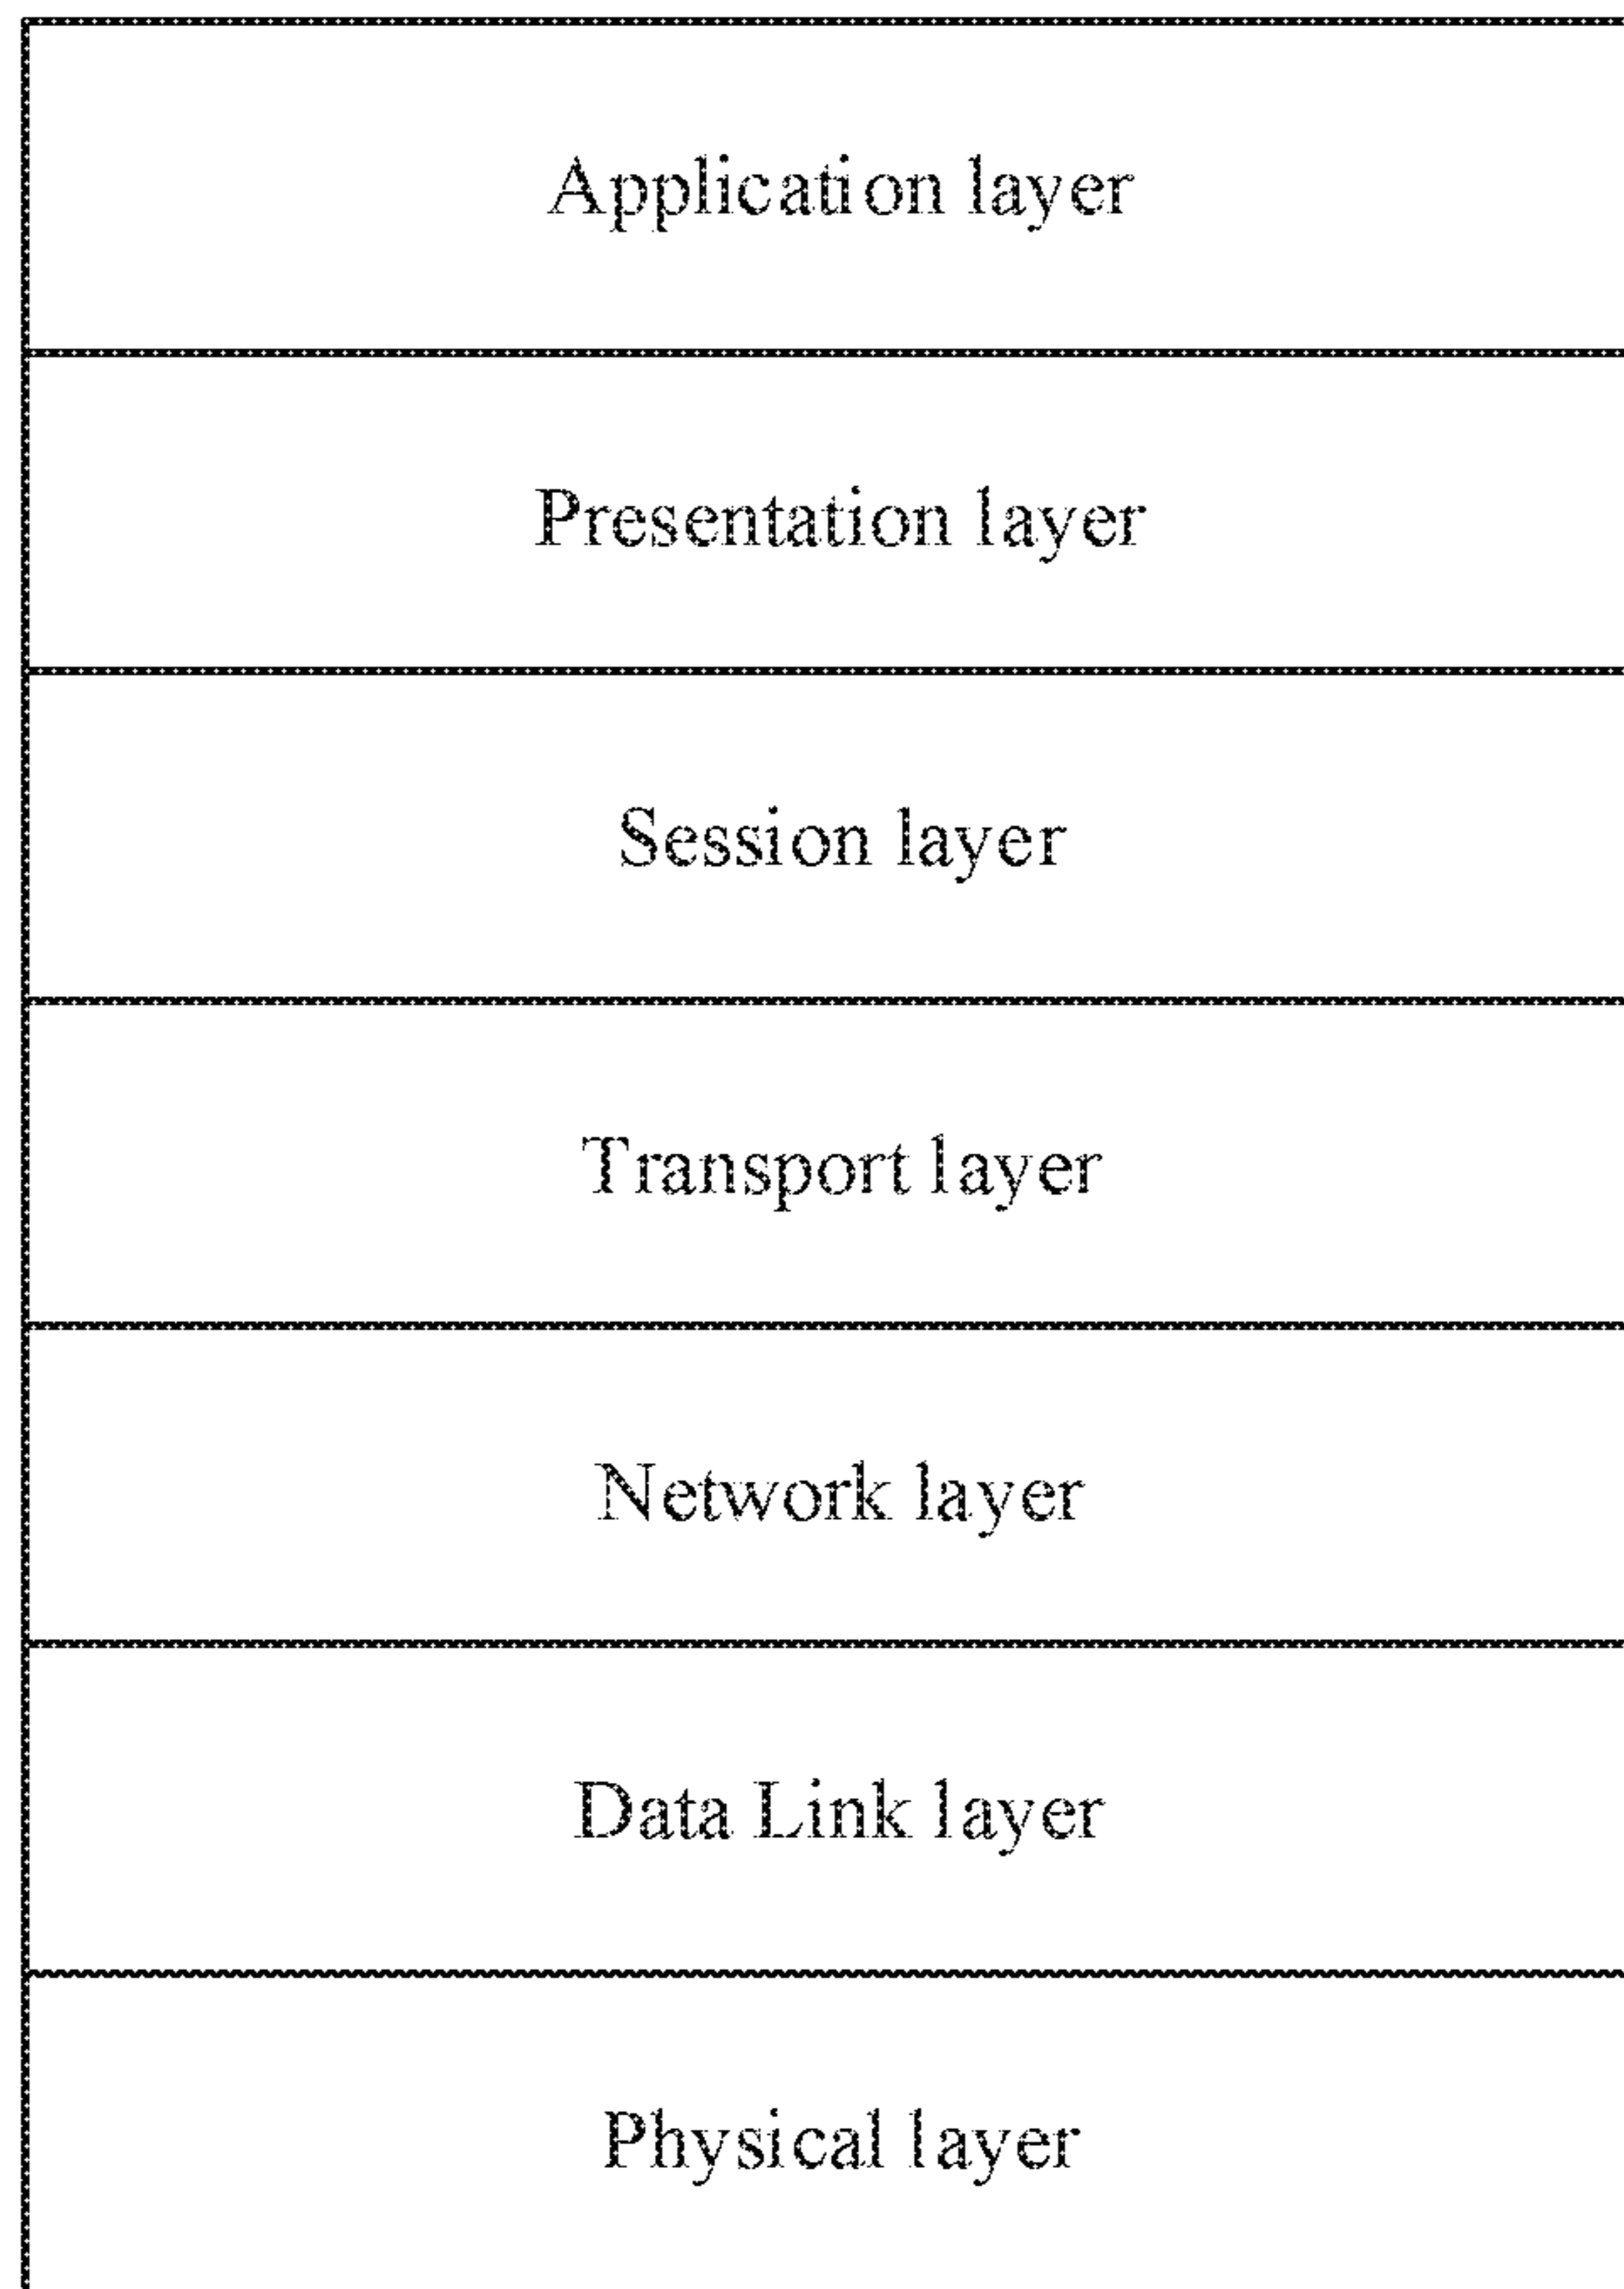 Application layer
Presentation layer
Session layer
Transport layer
Network layer
Data Link layer
Physical layer